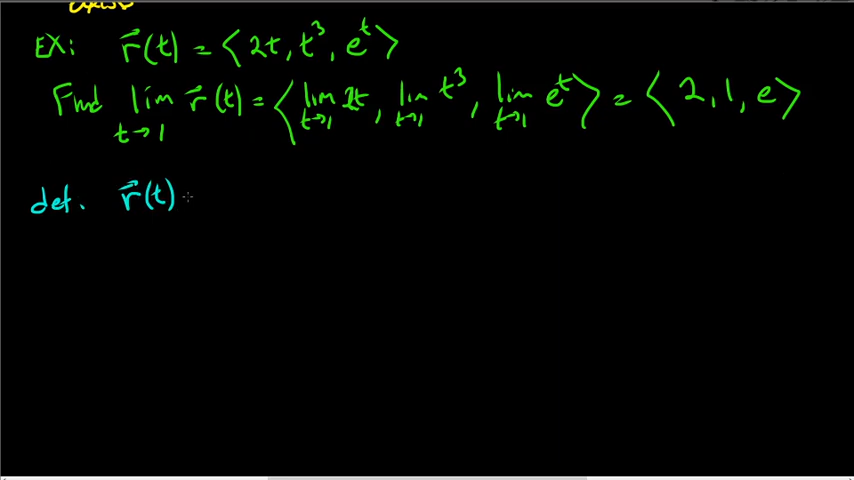 EX: r⃗(t) = ⟨2t, t³, eᵗ⟩
Find lim t→1 r⃗(t) = ⟨lim t→1 2t, lim t→1 t³, lim t→1 eᵗ⟩ = ⟨2, 1, e⟩
def. r⃗(t)